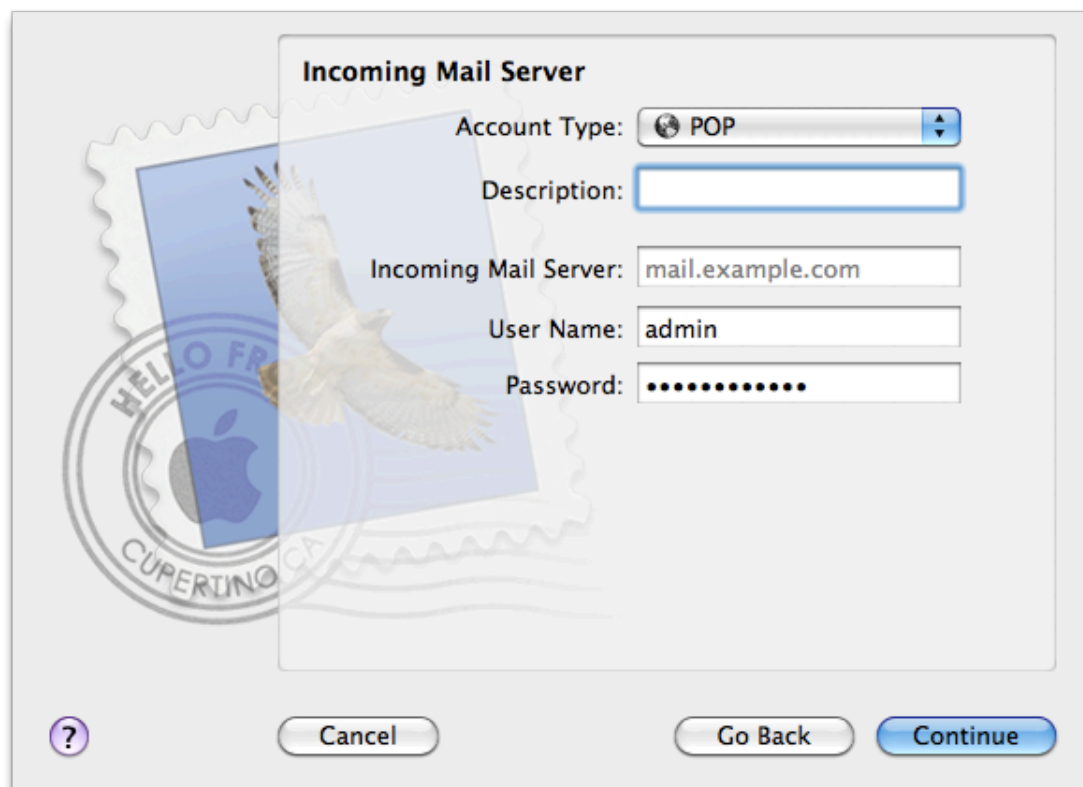 Incoming Mail Server
Account Type: POP
Description:
Incoming Mail Server: mail.example.com
User Name: admin
Password: ••••••••••••
HELLO FR
CUPERTINO CA
? Cancel Go Back Continue